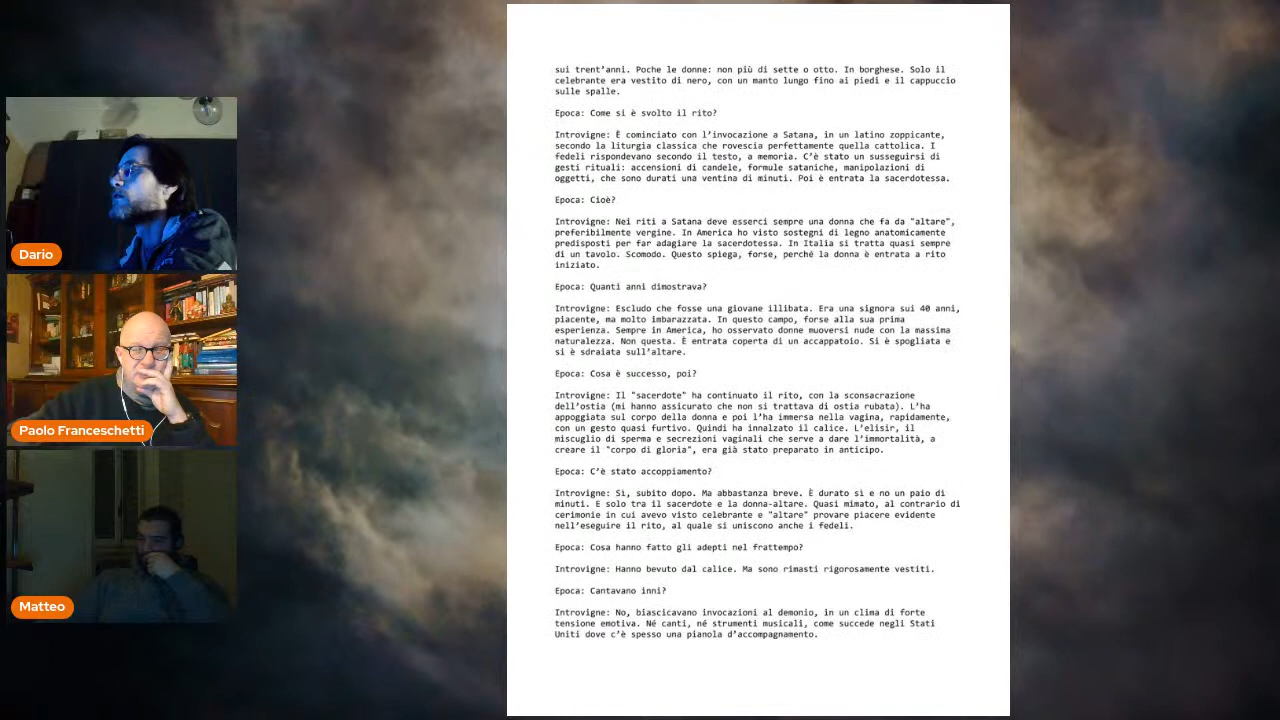 Dario
Paolo Franceschetti
Matteo
sui trent'anni. Poche le donne: non più di sette o otto. In borghese. Solo il
celebrante era vestito di nero, con un manto lungo fino ai piedi e il cappuccio
sulle spalle.
Epoca: Come si è svolto il rito?
Introvigne: È cominciato con l'invocazione a Satana, in un latino zoppicante,
secondo la liturgia classica che rovescia perfettamente quella cattolica. I
fedeli rispondevano secondo il testo, a memoria. C'è stato un susseguirsi di
gesti rituali: accensioni di candele, formule sataniche, manipolazioni di
oggetti, che sono durati una ventina di minuti. Poi è entrata la sacerdotessa.
Epoca: Cioè?
Introvigne: Nei riti a Satana deve esserci sempre una donna che fa da "altare",
preferibilmente vergine. In America ho visto sostegni di legno anatomicamente
predisposti per far adagiare la sacerdotessa. In Italia si tratta quasi sempre
di un tavolo. Scomodo. Questo spiega, forse, perché la donna è entrata a rito
iniziato.
Epoca: Quanti anni dimostrava?
Introvigne: Escludo che fosse una giovane illibata. Era una signora sui 40 anni,
piacente, ma molto imbarazzata. In questo campo, forse alla sua prima
esperienza. Sempre in America, ho osservato donne muoversi nude con la massima
naturalezza. Non questa. È entrata coperta di un accappatoio. Si è spogliata e
si è sdraiata sull'altare.
Epoca: Cosa è successo, poi?
Introvigne: Il "sacerdote" ha continuato il rito, con la sconsacrazione
dell'ostia (mi hanno assicurato che non si trattava di ostia rubata). L'ha
appoggiata sul corpo della donna e poi l'ha immersa nella vagina, rapidamente,
con un gesto quasi furtivo. Quindi ha innalzato il calice. L'elisir, il
miscuglio di sperma e secrezioni vaginali che serve a dare l'immortalità, a
creare il "corpo di gloria", era già stato preparato in anticipo.
Epoca: C'è stato accoppiamento?
Introvigne: Sì, subito dopo. Ma abbastanza breve. È durato sì e no un paio di
minuti. E solo tra il sacerdote e la donna-altare. Quasi mimato, al contrario di
cerimonie in cui avevo visto celebrante e "altare" provare piacere evidente
nell'eseguire il rito, al quale si uniscono anche i fedeli.
Epoca: Cosa hanno fatto gli adepti nel frattempo?
Introvigne: Hanno bevuto dal calice. Ma sono rimasti rigorosamente vestiti.
Epoca: Cantavano inni?
Introvigne: No, biascicavano invocazioni al demonio, in un clima di forte
tensione emotiva. Né canti, né strumenti musicali, come succede negli Stati
Uniti dove c'è spesso una pianola d'accompagnamento.